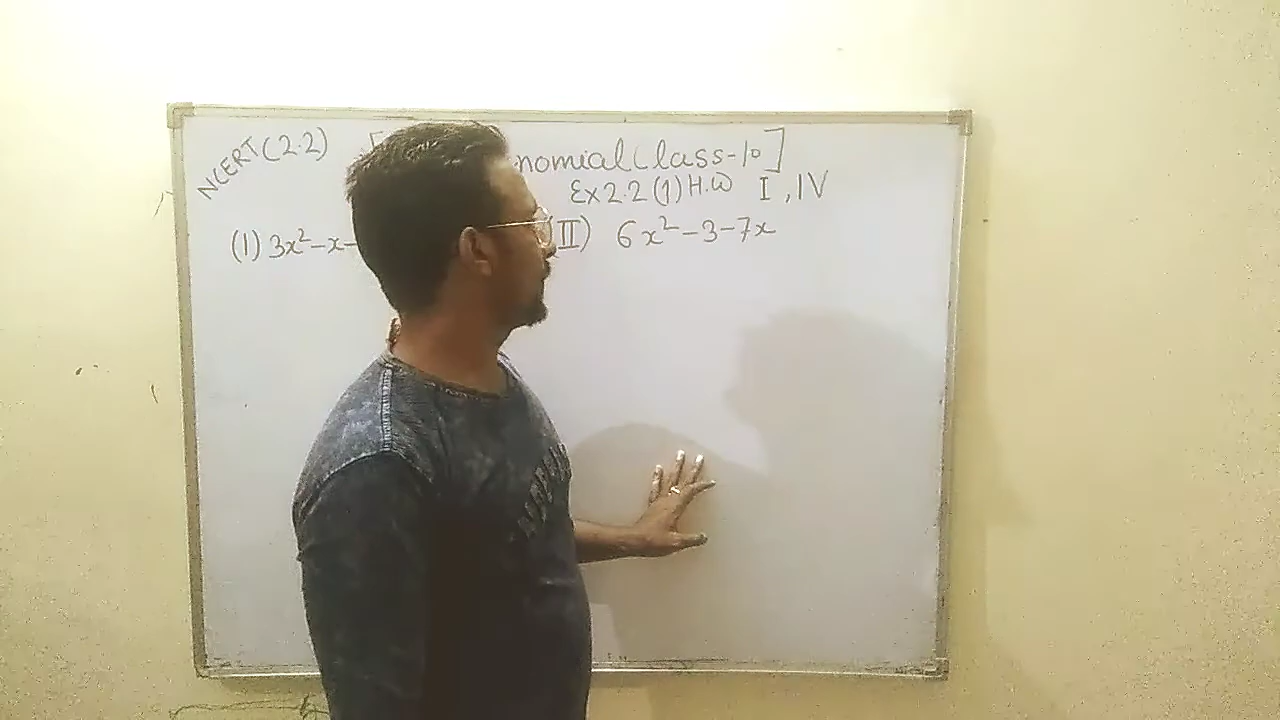 NCERT (2.2) [ nomial Class-10]
Ex 2.2 (1) H.W I, IV
(1) 3x²-x- (II) 6x²-3-7x